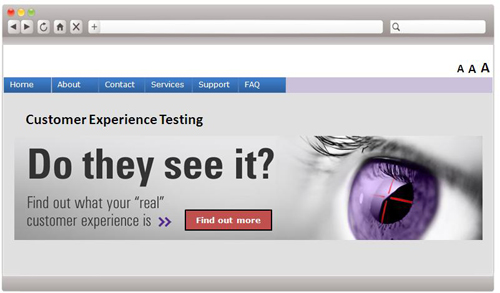 A A A
Home About Contact Services Support FAQ
Customer Experience Testing
Do they see it?
Find out what your “real”
customer experience is »
Find out more